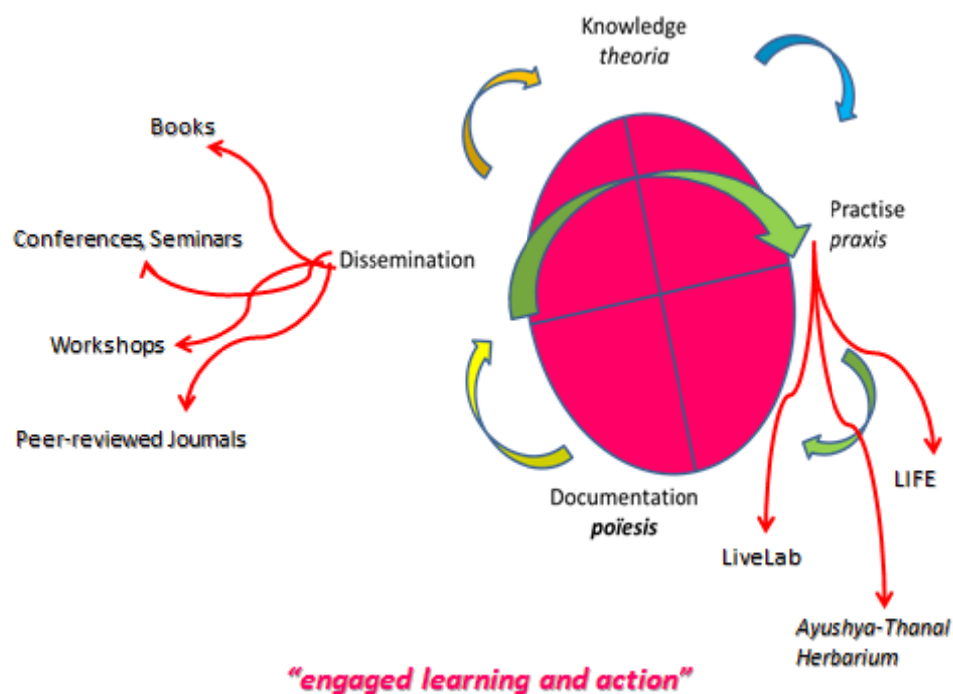 Knowledge
theoria
Books
Practise
praxis
Conferences, Seminars
Dissemination
Workshops
Peer-reviewed Journals
LIFE
Documentation
poïesis
LiveLab
Ayushya-Thanal
Herbarium
“engaged learning and action”